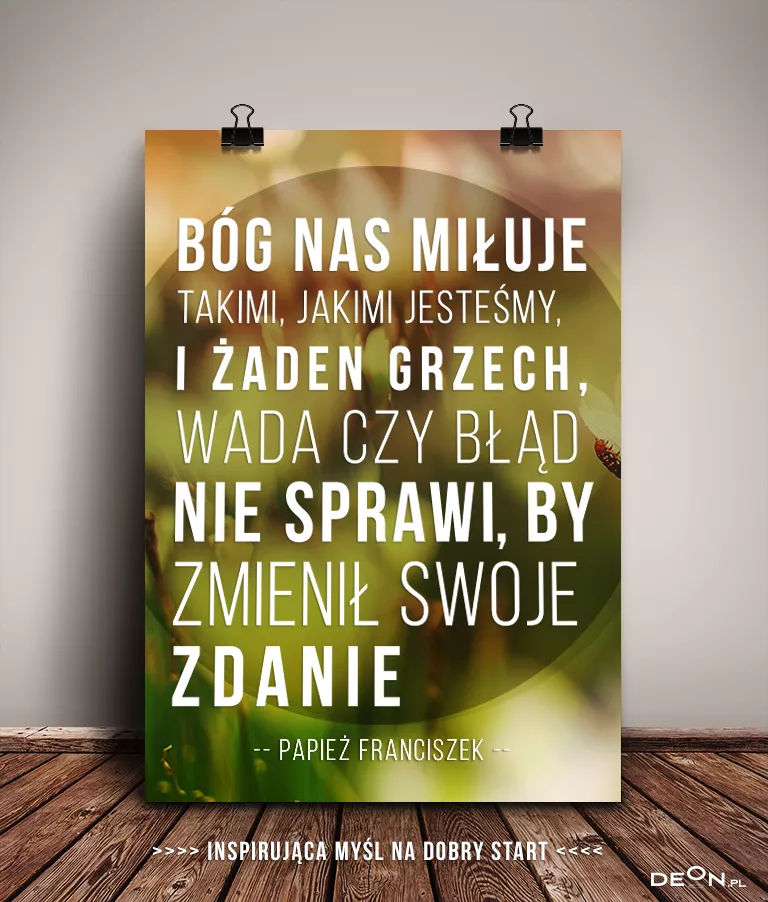 BÓG NAS MIŁUJE
TAKIMI, JAKIMI JESTEŚMY,
I ŻADEN GRZECH,
WADA CZY BŁĄD
NIE SPRAWI, BY
ZMIENIŁ SWOJE
ZDANIE
-- PAPIEŻ FRANCISZEK --
>>>> INSPIRUJĄCA MYŚL NA DOBRY START <<<<
DEON.PL